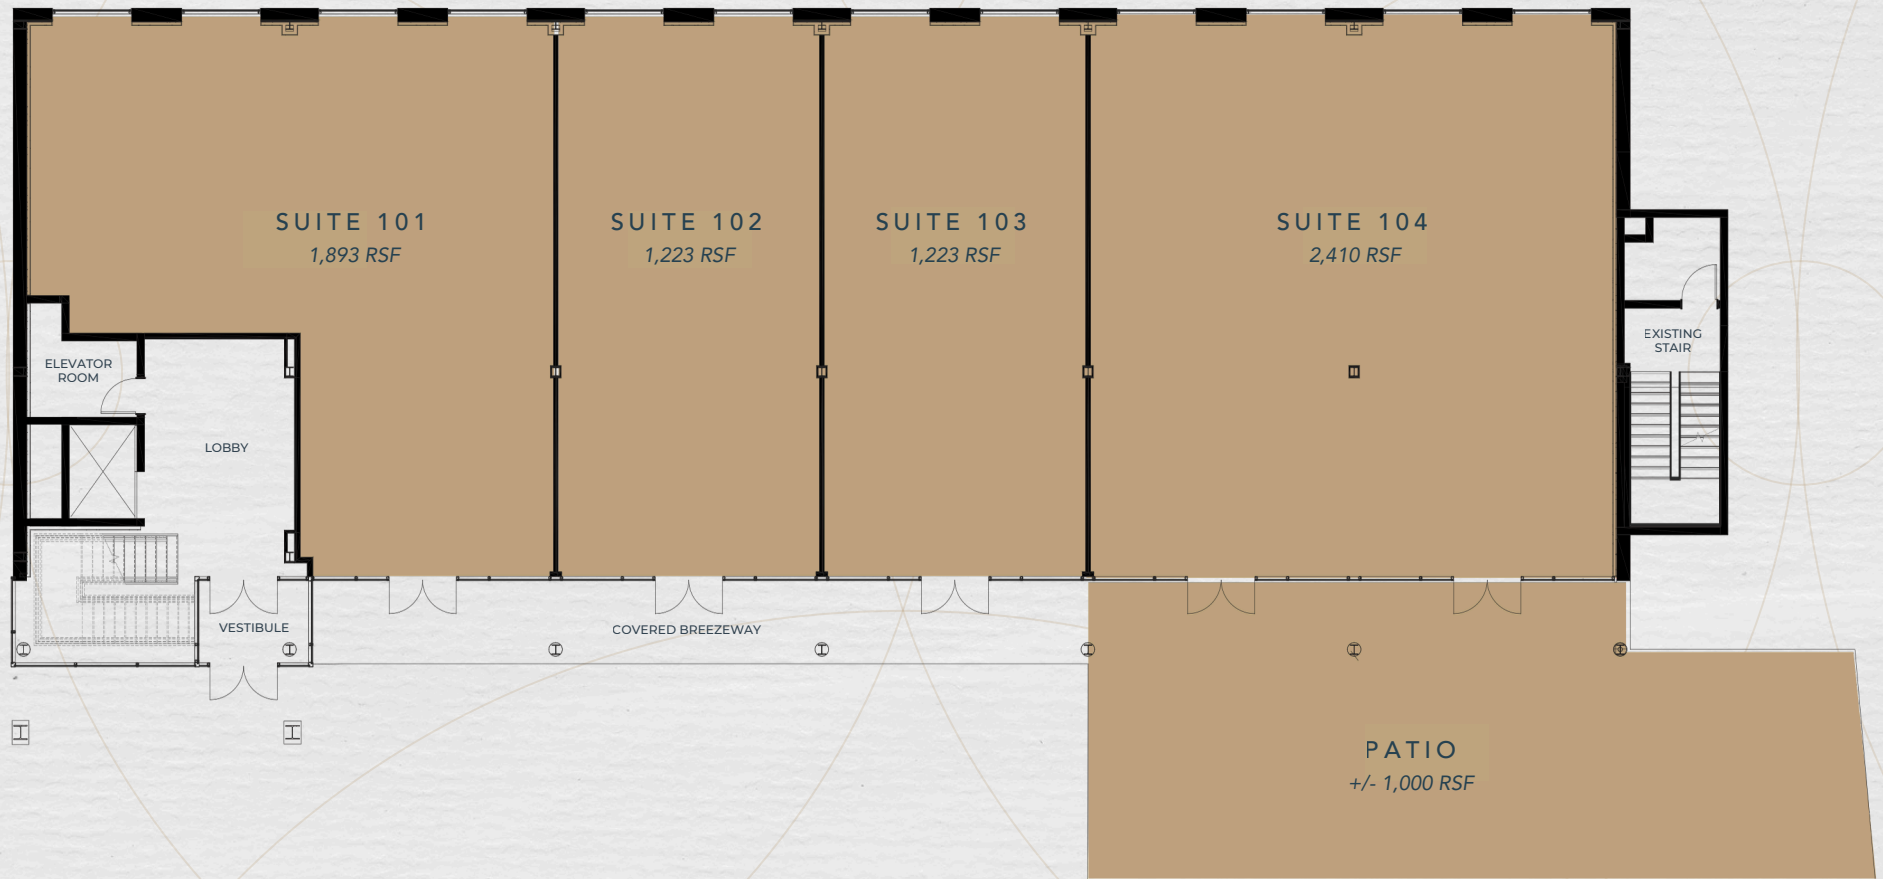 SUITE 101
1,893 RSF
SUITE 102
1,223 RSF
SUITE 103
1,223 RSF
SUITE 104
2,410 RSF
EXISTING
STAIR
ELEVATOR
ROOM
LOBBY
VESTIBULE
COVERED BREEZEWAY
PATIO
+/- 1,000 RSF